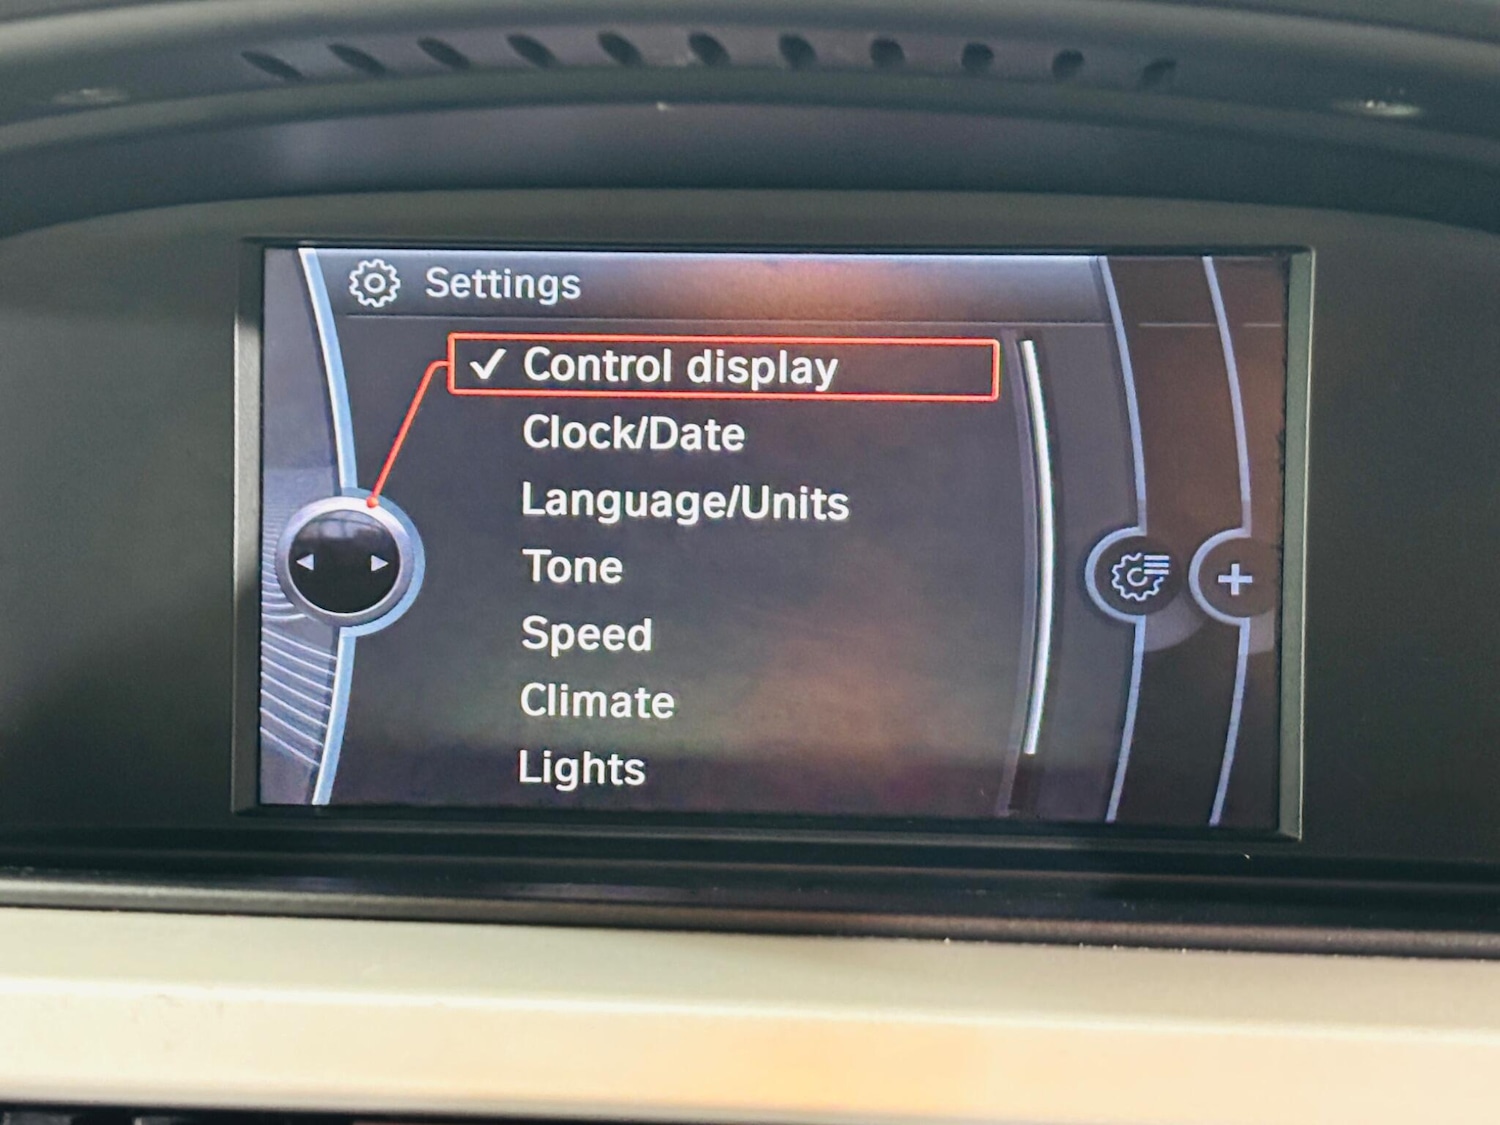 Settings
✓ Control display
Clock/Date
Language/Units
Tone
Speed
Climate
Lights